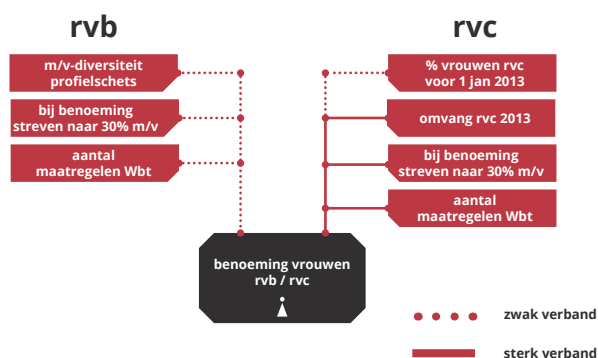 rvb
m/v-diversiteit
profielschets
bij benoeming
streven naar 30% m/v
aantal
maatregelen Wbt
rvc
% vrouwen rvc
voor 1 jan 2013
omvang rvc 2013
bij benoeming
streven naar 30% m/v
aantal
maatregelen Wbt
benoeming vrouwen
rvb / rvc
zwak verband
sterk verband